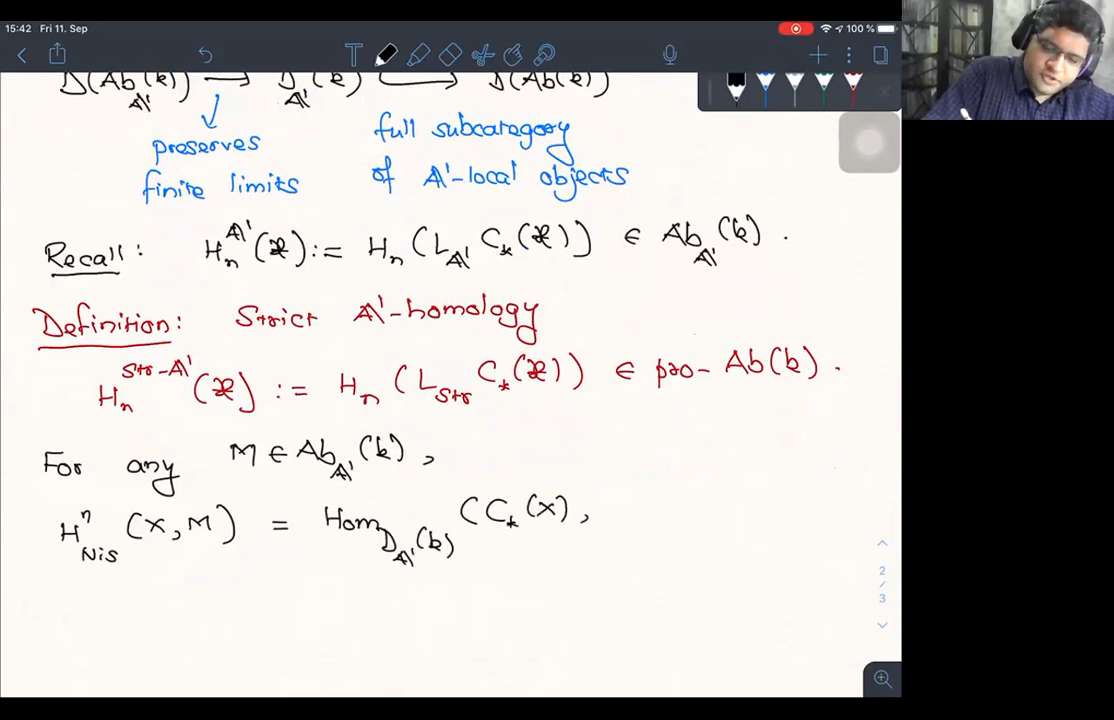 15:42 Fri 11. Sep 100 %
D(Ab_{𝔸¹}(k)) → D_{𝔸¹}(k) ↪ D(Ab(k))
preserves finite limits
full subcaregory of 𝔸¹-local objects
Recall: H_n^{𝔸¹}(𝒳) := H_n(L_{𝔸¹} C_*(𝒳)) ∈ Ab_{𝔸¹}(k).
Definition: Strict 𝔸¹-homology
H_n^{Str-𝔸¹}(𝒳) := H_n(L_{Str} C_*(𝒳)) ∈ pro-Ab(k).
For any M ∈ Ab_{𝔸¹}(k),
H^n_{Nis}(X, M) = Hom_{D_{𝔸¹}(k)}(C_*(X),
2
/
3